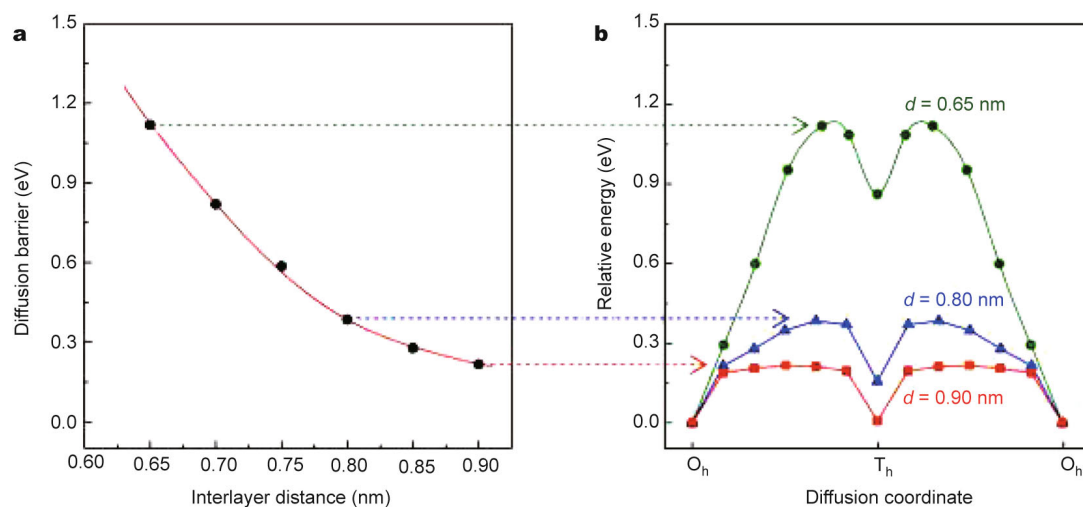 a
1.5
1.2
0.9
0.6
0.3
0.0
Diffusion barrier (eV)
0.60 0.65 0.70 0.75 0.80 0.85 0.90
Interlayer distance (nm)
b
1.5
1.2
0.9
0.6
0.3
0.0
Relative energy (eV)
d = 0.65 nm
d = 0.80 nm
d = 0.90 nm
Oh Th Oh
Diffusion coordinate